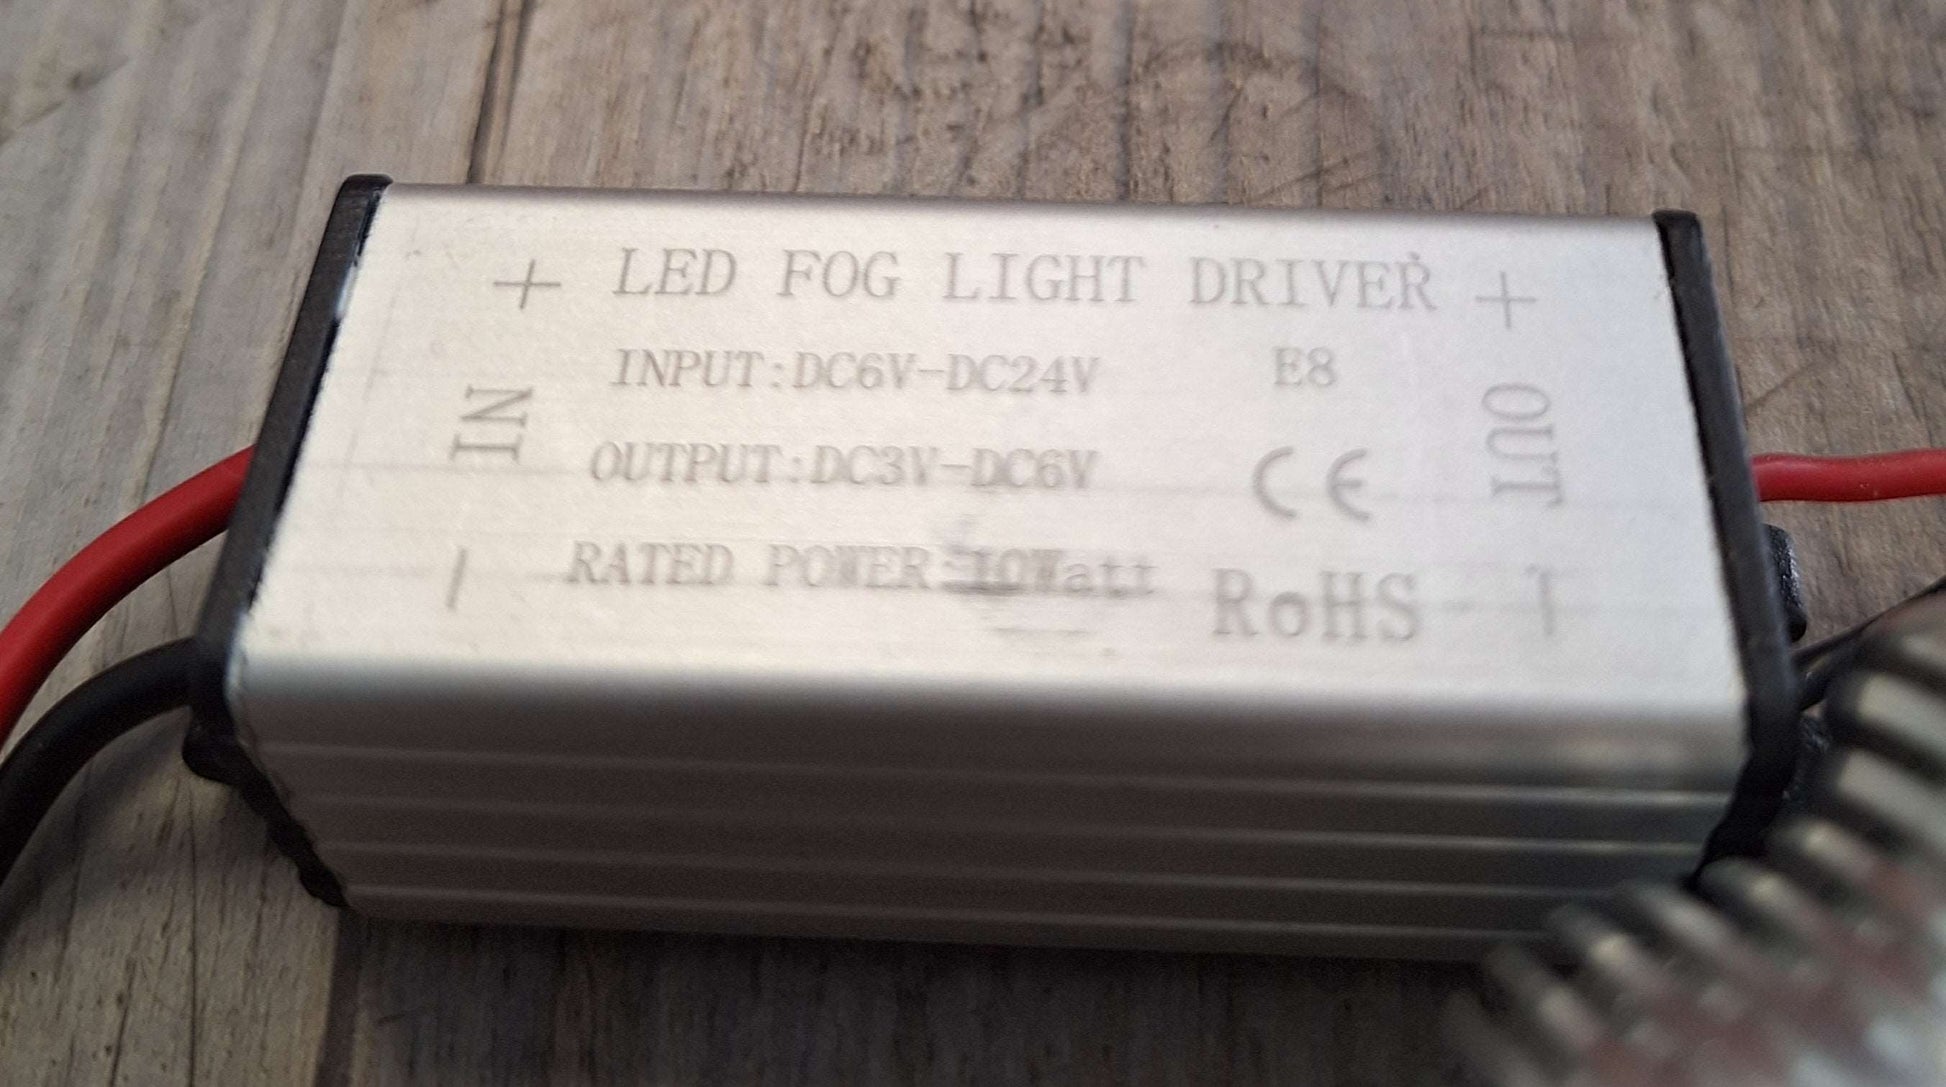 + LED FOG LIGHT DRIVER +
INPUT:DC6V-DC24V E8
IN OUT
OUTPUT:DC3V-DC6V CE
- RATED POWER:10Watt RoHS -